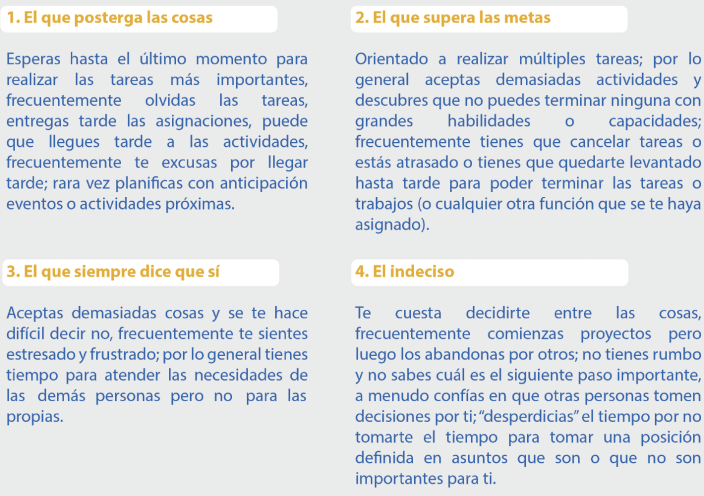 1. El que posterga las cosas
Esperas hasta el último momento para
realizar las tareas más importantes,
frecuentemente olvidas las tareas,
entregas tarde las asignaciones, puede
que llegues tarde a las actividades,
frecuentemente te excusas por llegar
tarde; rara vez planificas con anticipación
eventos o actividades próximas.
2. El que supera las metas
Orientado a realizar múltiples tareas; por lo
general aceptas demasiadas actividades y
descubres que no puedes terminar ninguna con
grandes habilidades o capacidades;
frecuentemente tienes que cancelar tareas o
estás atrasado o tienes que quedarte levantado
hasta tarde para poder terminar las tareas o
trabajos (o cualquier otra función que se te haya
asignado).
3. El que siempre dice que sí
Aceptas demasiadas cosas y se te hace
difícil decir no, frecuentemente te sientes
estresado y frustrado; por lo general tienes
tiempo para atender las necesidades de
las demás personas pero no para las
propias.
4. El indeciso
Te cuesta decidirte entre las cosas,
frecuentemente comienzas proyectos pero
luego los abandonas por otros; no tienes rumbo
y no sabes cuál es el siguiente paso importante,
a menudo confías en que otras personas tomen
decisiones por ti; “desperdicias” el tiempo por no
tomarte el tiempo para tomar una posición
definida en asuntos que son o que no son
importantes para ti.